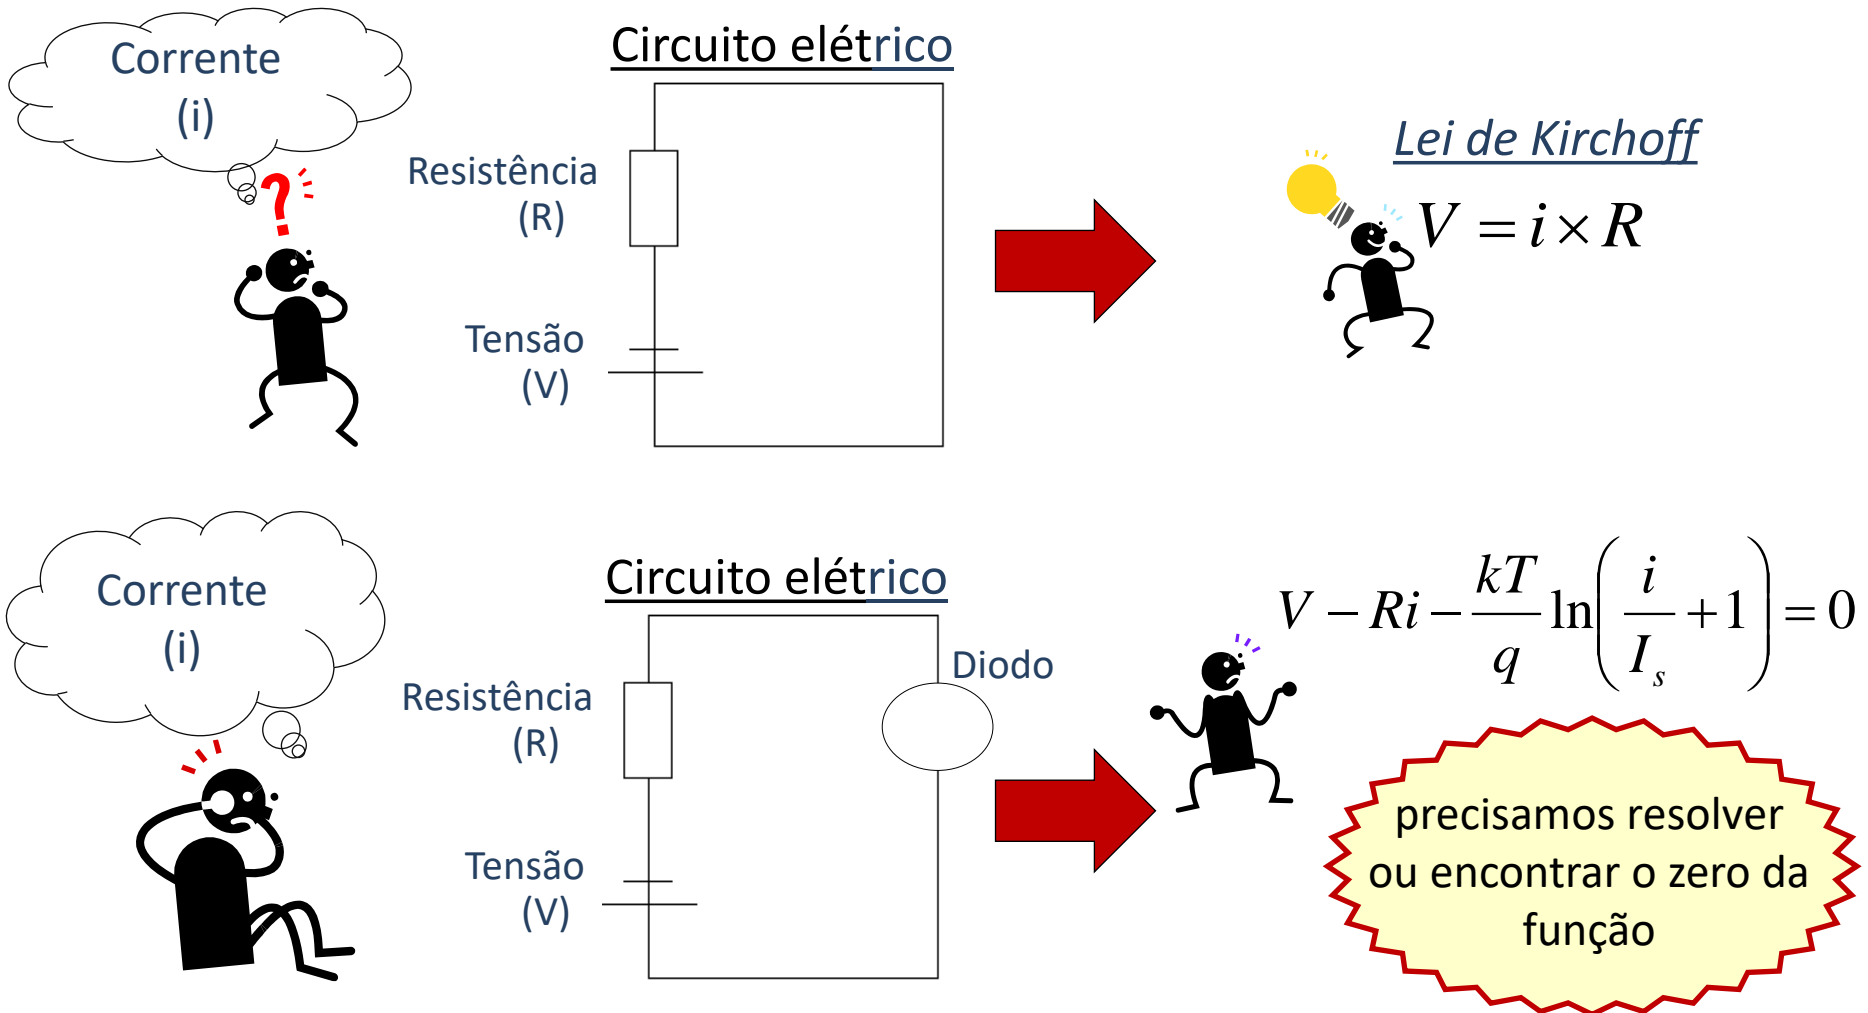 Corrente
(i)
Circuito elétrico
Resistência
(R)
Tensão
(V)
?
Lei de Kirchoff
V = i × R
Corrente
(i)
Circuito elétrico
Resistência
(R)
Tensão
(V)
Diodo
V − Ri − kT/q ln(i/I_s + 1) = 0
precisamos resolver
ou encontrar o zero da
função